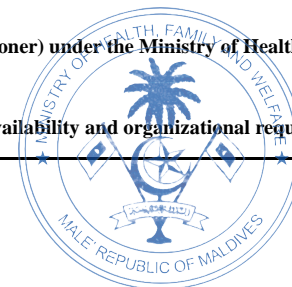 oner) under the Ministry of Health
vailability and organizational requ
★ MINISTRY OF HEALTH, FAMILY AND WELFARE ★
MALE' REPUBLIC OF MALDIVES